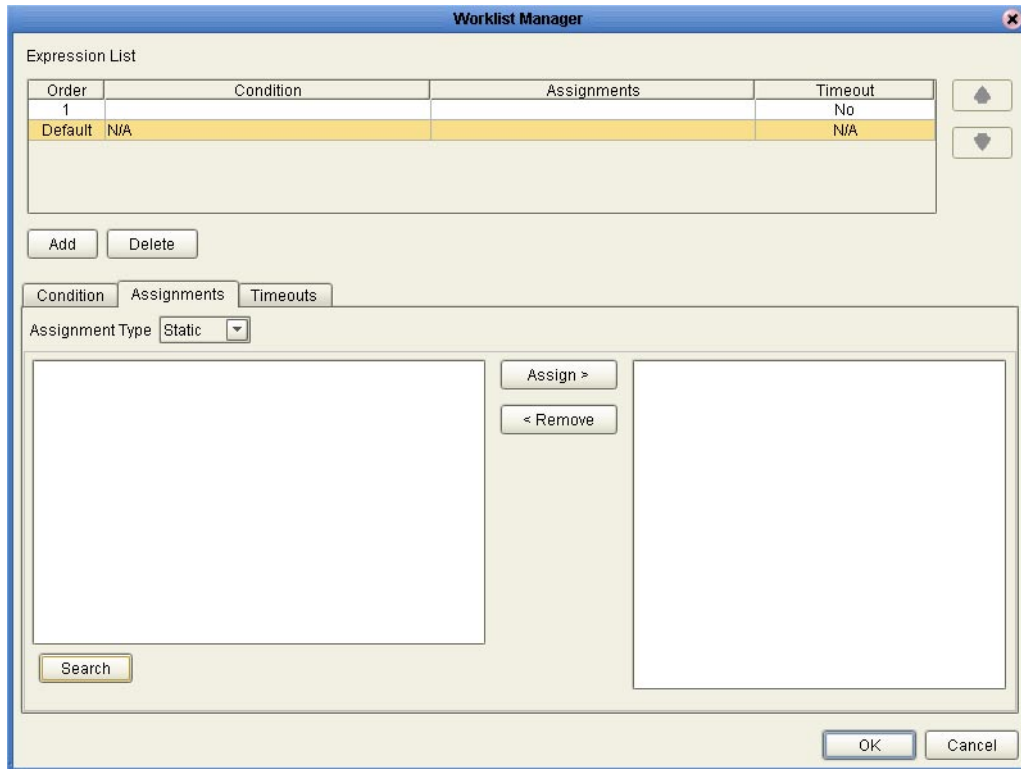 Worklist Manager
Expression List
Order Condition Assignments Timeout
1 No
Default N/A N/A
Add Delete
Condition Assignments Timeouts
Assignment Type Static
Assign >
< Remove
Search
OK Cancel